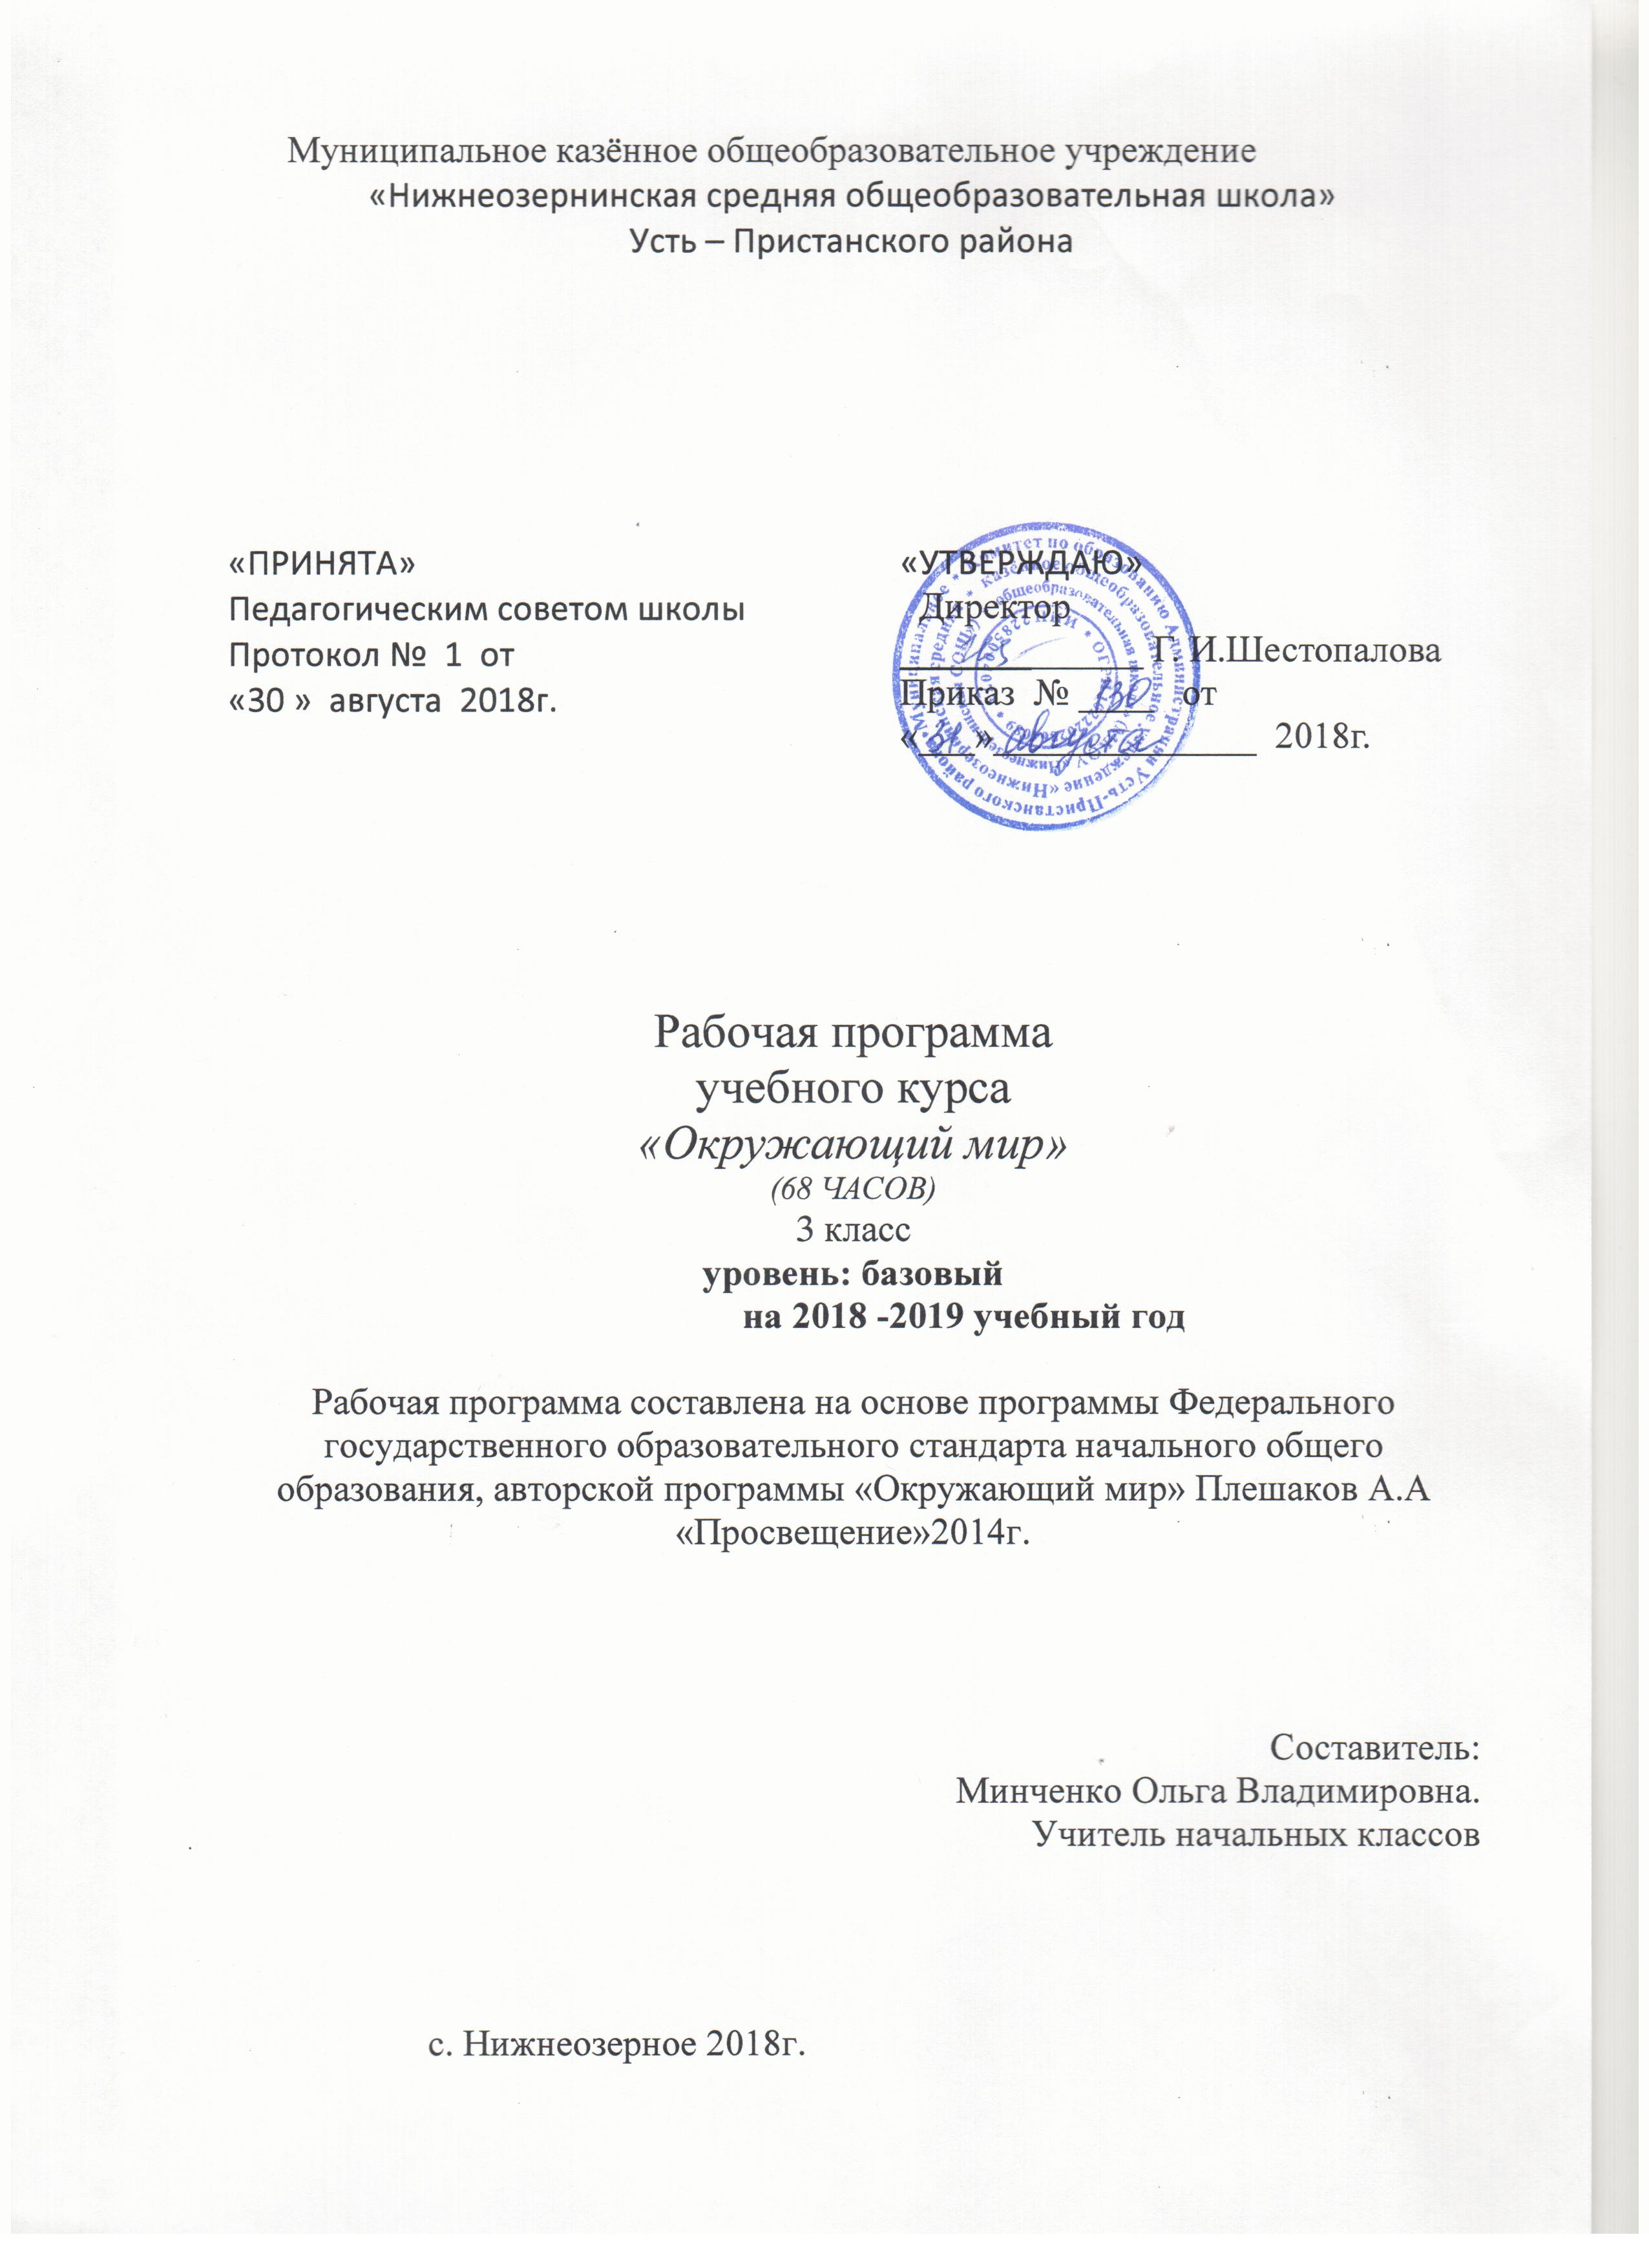 Муниципальное казённое общеобразовательное учреждение
«Нижнеозернинская средняя общеобразовательная школа»
Усть – Пристанского района
«ПРИНЯТА»
Педагогическим советом школы
Протокол № 1 от
«30 » августа 2018г.
«УТВЕРЖДАЮ»
Директор
Г. И.Шестопалова
Приказ № 130 от
«31» августа 2018г.
Рабочая программа
учебного курса
«Окружающий мир»
(68 ЧАСОВ)
3 класс
уровень: базовый
на 2018 -2019 учебный год
Рабочая программа составлена на основе программы Федерального
государственного образовательного стандарта начального общего
образования, авторской программы «Окружающий мир» Плешаков А.А
«Просвещение»2014г.
Составитель:
Минченко Ольга Владимировна.
Учитель начальных классов
с. Нижнеозерное 2018г.